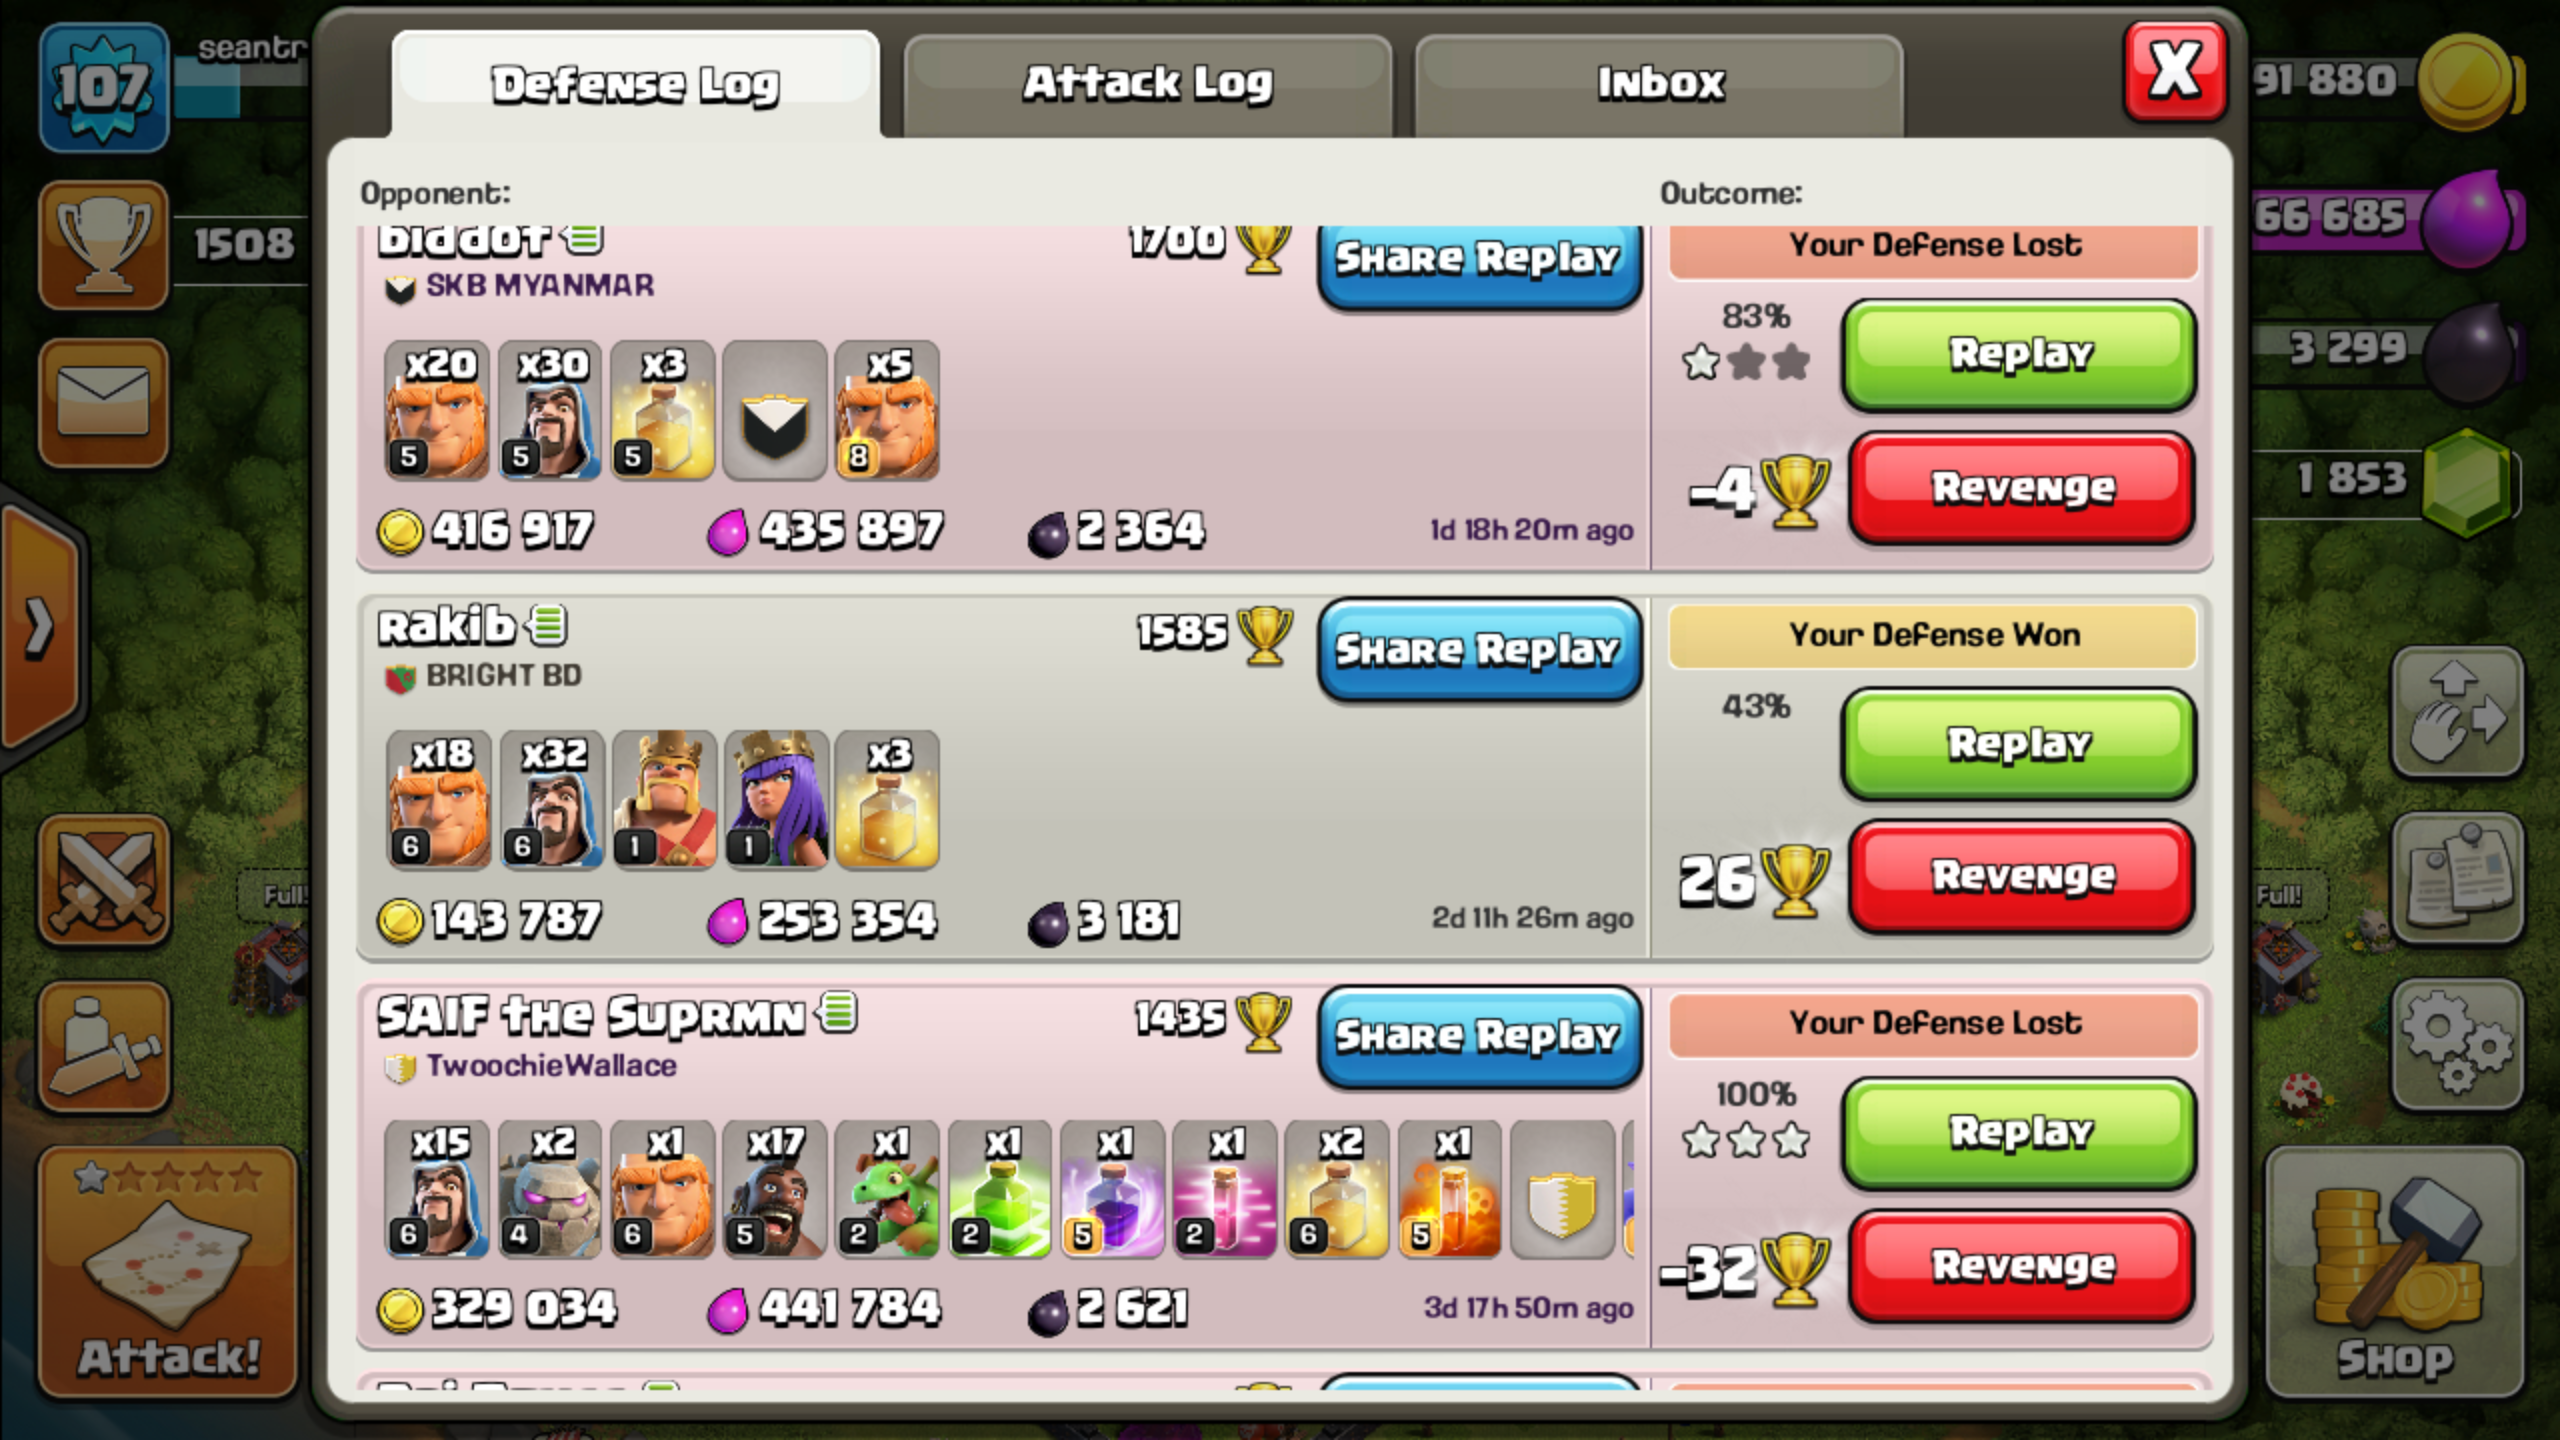 107
seantr
Defense Log
Attack Log
Inbox
X
91 880
Opponent:
Outcome:
1508
66 685
3 299
1 853
biddot
1700
Share Replay
Your Defense Lost
SKB MYANMAR
83%
Replay
x20
x30
x3
x5
5
5
5
8
-4
Revenge
416 917
435 897
2 364
1d 18h 20m ago
Rakib
1585
Share Replay
Your Defense Won
BRIGHT BD
43%
Replay
x18
x32
x3
6
6
1
1
26
Revenge
143 787
253 354
3 181
2d 11h 26m ago
Full!
Full!
SAIF the Suprmn
1435
Share Replay
Your Defense Lost
TwoochieWallace
100%
Replay
x15
x2
x1
x17
x1
x1
x1
x1
x2
x1
6
4
6
5
2
2
5
2
6
5
-32
Revenge
329 034
441 784
2 621
3d 17h 50m ago
Attack!
Shop